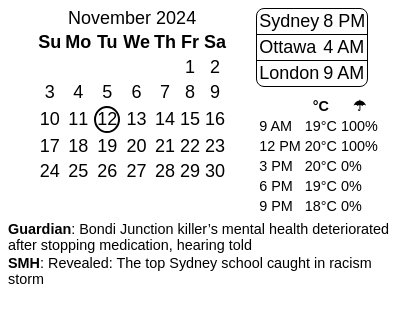 November 2024
Su Mo Tu We Th Fr Sa
1 2
3 4 5 6 7 8 9
10 11 12 13 14 15 16
17 18 19 20 21 22 23
24 25 26 27 28 29 30
Sydney 8 PM
Ottawa 4 AM
London 9 AM
°C ☂
9 AM 19°C 100%
12 PM 20°C 100%
3 PM 20°C 0%
6 PM 19°C 0%
9 PM 18°C 0%
Guardian: Bondi Junction killer’s mental health deteriorated
after stopping medication, hearing told
SMH: Revealed: The top Sydney school caught in racism
storm